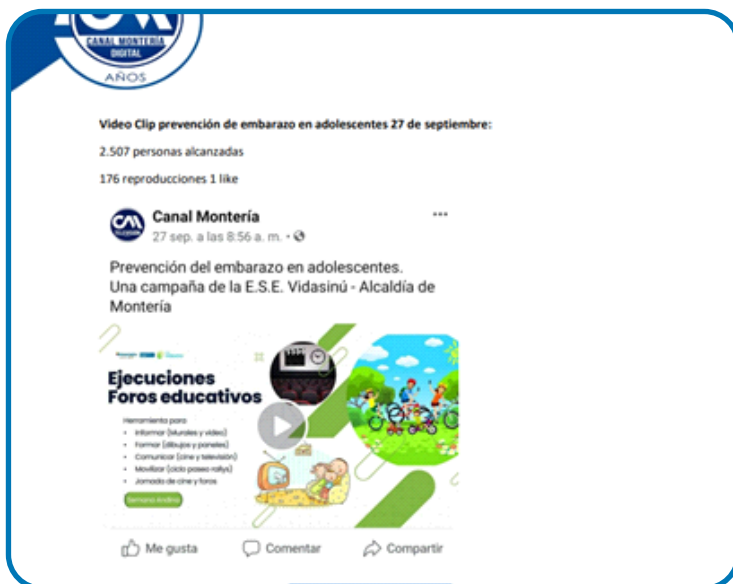 CANAL MONTERÍA
DIGITAL
AÑOS
Video Clip prevención de embarazo en adolescentes 27 de septiembre:
2.507 personas alcanzadas
176 reproducciones 1 like
Canal Montería
27 sep. a las 8:56 a. m. •
Prevención del embarazo en adolescentes.
Una campaña de la E.S.E. Vidasinú - Alcaldía de
Montería
Ejecuciones
Foros educativos
Herramienta para
• Informar (Murales y video)
• Formar (dibujos y paneles)
• Comunicar (cine y televisión)
• Movilizar (ciclo paseo rallys)
• Jornada de cine y foros
Semana Andina
Me gusta
Comentar
Compartir